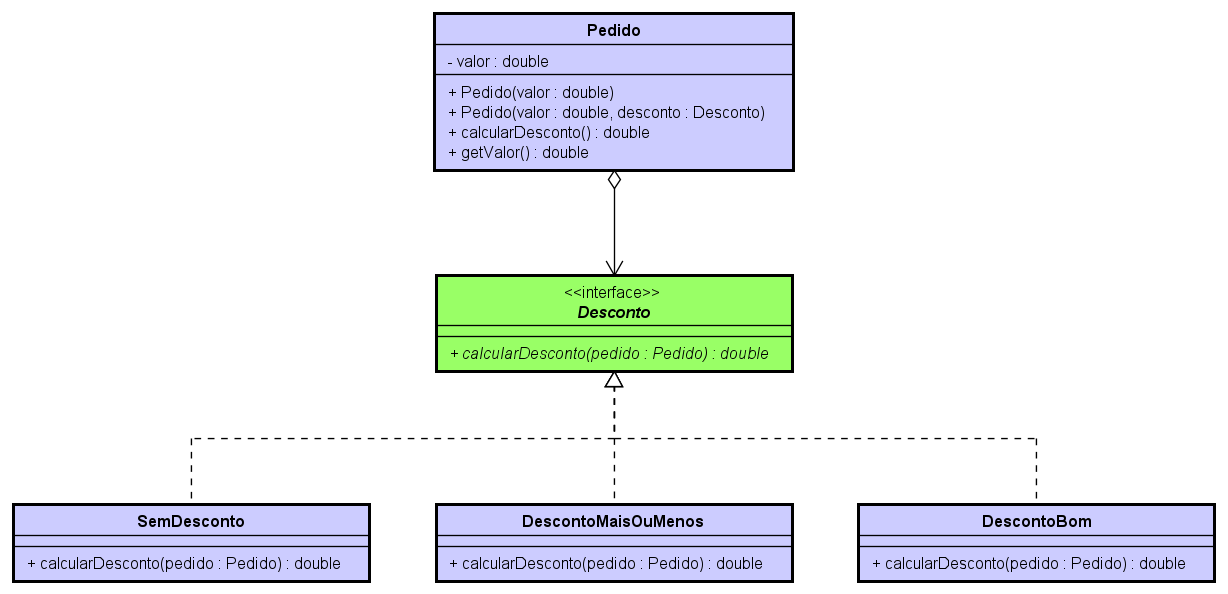 Pedido
- valor : double
+ Pedido(valor : double)
+ Pedido(valor : double, desconto : Desconto)
+ calcularDesconto() : double
+ getValor() : double
<<interface>>
Desconto
+ calcularDesconto(pedido : Pedido) : double
SemDesconto
+ calcularDesconto(pedido : Pedido) : double
DescontoMaisOuMenos
+ calcularDesconto(pedido : Pedido) : double
DescontoBom
+ calcularDesconto(pedido : Pedido) : double